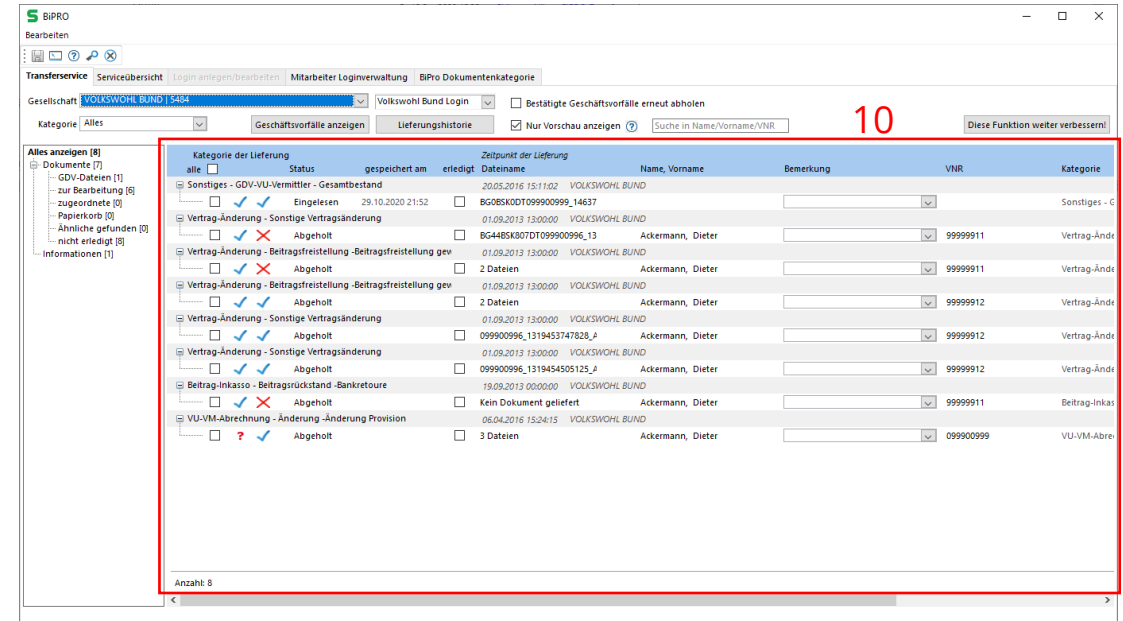 S BiPRO
Bearbeiten
Transferservice Serviceübersicht Login anlegen/bearbeiten Mitarbeiter Loginverwaltung BiPro Dokumentenkategorie
Gesellschaft VOLKSWOHL BUND | 5484 Volkswohl Bund Login Bestätigte Geschäftsvorfälle erneut abholen
Kategorie Alles Geschäftsvorfälle anzeigen Lieferungshistorie Nur Vorschau anzeigen ? Suche in Name/Vorname/VNR 10 Diese Funktion weiter verbessern!
Alles anzeigen [8]
Dokumente [7]
GDV-Dateien [1]
zur Bearbeitung [6]
zugeordnete [0]
Papierkorb [0]
Ähnliche gefunden [0]
nicht erledigt [8]
Informationen [1]
Kategorie der Lieferung Zeitpunkt der Lieferung
alle Status gespeichert am erledigt Dateiname Name, Vorname Bemerkung VNR Kategorie
Sonstiges - GDV-VU-Vermittler - Gesamtbestand 20.05.2016 15:11:02 VOLKSWOHL BUND
Eingelesen 29.10.2020 21:52 BG0BSK0DT099900999_14637 Sonstiges - G
Vertrag-Änderung - Sonstige Vertragsänderung 01.09.2013 13:00:00 VOLKSWOHL BUND
Abgeholt BG44BSK807DT099900996_13 Ackermann, Dieter 99999911 Vertrag-Ände
Vertrag-Änderung - Beitragsfreistellung -Beitragsfreistellung gew 01.09.2013 13:00:00 VOLKSWOHL BUND
Abgeholt 2 Dateien Ackermann, Dieter 99999911 Vertrag-Ände
Vertrag-Änderung - Beitragsfreistellung -Beitragsfreistellung gew 01.09.2013 13:00:00 VOLKSWOHL BUND
Abgeholt 2 Dateien Ackermann, Dieter 99999912 Vertrag-Ände
Vertrag-Änderung - Sonstige Vertragsänderung 01.09.2013 13:00:00 VOLKSWOHL BUND
Abgeholt 099900996_1319453747828_A Ackermann, Dieter 99999912 Vertrag-Ände
Vertrag-Änderung - Sonstige Vertragsänderung 01.09.2013 13:00:00 VOLKSWOHL BUND
Abgeholt 099900996_1319454505125_A Ackermann, Dieter 99999912 Vertrag-Ände
Beitrag-Inkasso - Beitragsrückstand -Bankretoure 19.09.2013 00:00:00 VOLKSWOHL BUND
Abgeholt Kein Dokument geliefert Ackermann, Dieter 99999911 Beitrag-Inkas
VU-VM-Abrechnung - Änderung -Änderung Provision 06.04.2016 15:24:15 VOLKSWOHL BUND
? Abgeholt 3 Dateien Ackermann, Dieter 099900999 VU-VM-Abre
Anzahl: 8